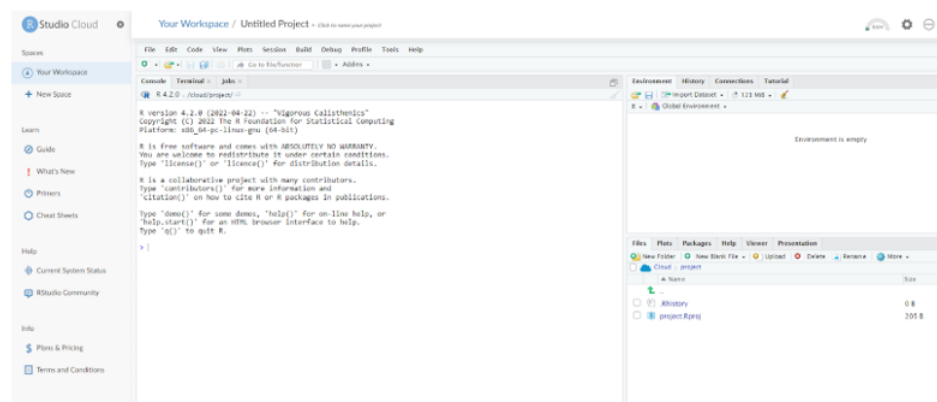 R Studio Cloud
Your Workspace / Untitled Project - Click to name your project
Spaces
Your Workspace
+ New Space
Learn
Guide
! What's New
Primers
Cheat Sheets
Help
Current System Status
RStudio Community
Info
$ Plans & Pricing
Terms and Conditions
File Edit Code View Plots Session Build Debug Profile Tools Help
Go to file/function Addins
Console Terminal × Jobs ×
R 4.2.0 · /cloud/project/
R version 4.2.0 (2022-04-22) -- "Vigorous Calisthenics"
Copyright (C) 2022 The R Foundation for Statistical Computing
Platform: x86_64-pc-linux-gnu (64-bit)
R is free software and comes with ABSOLUTELY NO WARRANTY.
You are welcome to redistribute it under certain conditions.
Type 'license()' or 'licence()' for distribution details.
R is a collaborative project with many contributors.
Type 'contributors()' for more information and
'citation()' on how to cite R or R packages in publications.
Type 'demo()' for some demos, 'help()' for on-line help, or
'help.start()' for an HTML browser interface to help.
Type 'q()' to quit R.
>
Environment History Connections Tutorial
Import Dataset 123 MiB
R Global Environment
Environment is empty
Files Plots Packages Help Viewer Presentation
New Folder New Blank File Upload Delete Rename More
Cloud project
Name Size
..
.Rhistory 0 B
project.Rproj 205 B